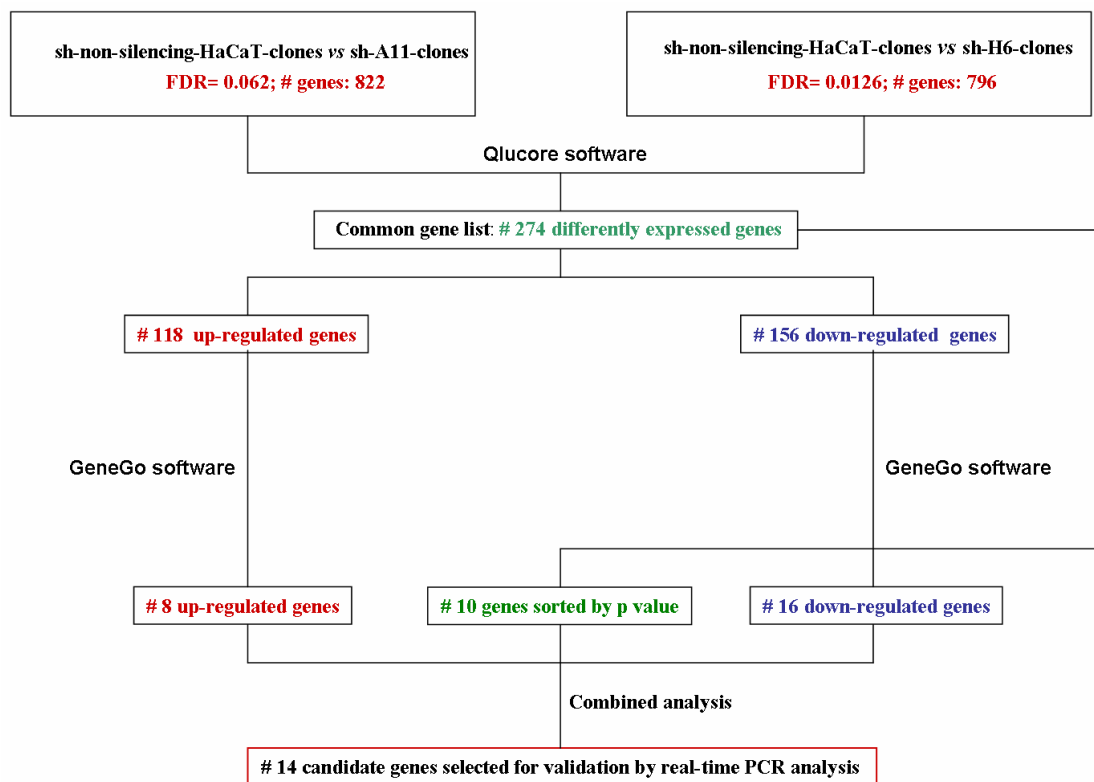 sh-non-silencing-HaCaT-clones vs sh-A11-clones
FDR= 0.062; # genes: 822
sh-non-silencing-HaCaT-clones vs sh-H6-clones
FDR= 0.0126; # genes: 796
Qlucore software
Common gene list: # 274 differently expressed genes
# 118 up-regulated genes
# 156 down-regulated genes
GeneGo software
GeneGo software
# 8 up-regulated genes
# 10 genes sorted by p value
# 16 down-regulated genes
Combined analysis
# 14 candidate genes selected for validation by real-time PCR analysis